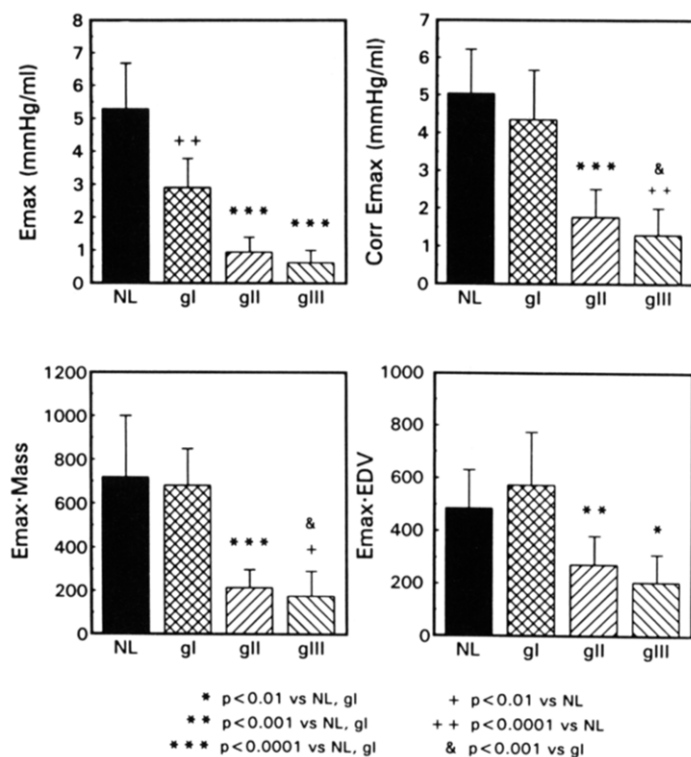 8
7
6
5
4
3
2
1
0
Emax (mmHg/ml)
++
***
***
NL gI gII gIII
7
6
5
4
3
2
1
0
Corr Emax (mmHg/ml)
***
&
++
NL gI gII gIII
1200
1000
800
600
400
200
0
Emax·Mass
***
&
+
NL gI gII gIII
1000
800
600
400
200
0
Emax·EDV
**
*
NL gI gII gIII
* p<0.01 vs NL, gI
** p<0.001 vs NL, gI
*** p<0.0001 vs NL, gI
+ p<0.01 vs NL
++ p<0.0001 vs NL
& p<0.001 vs gI